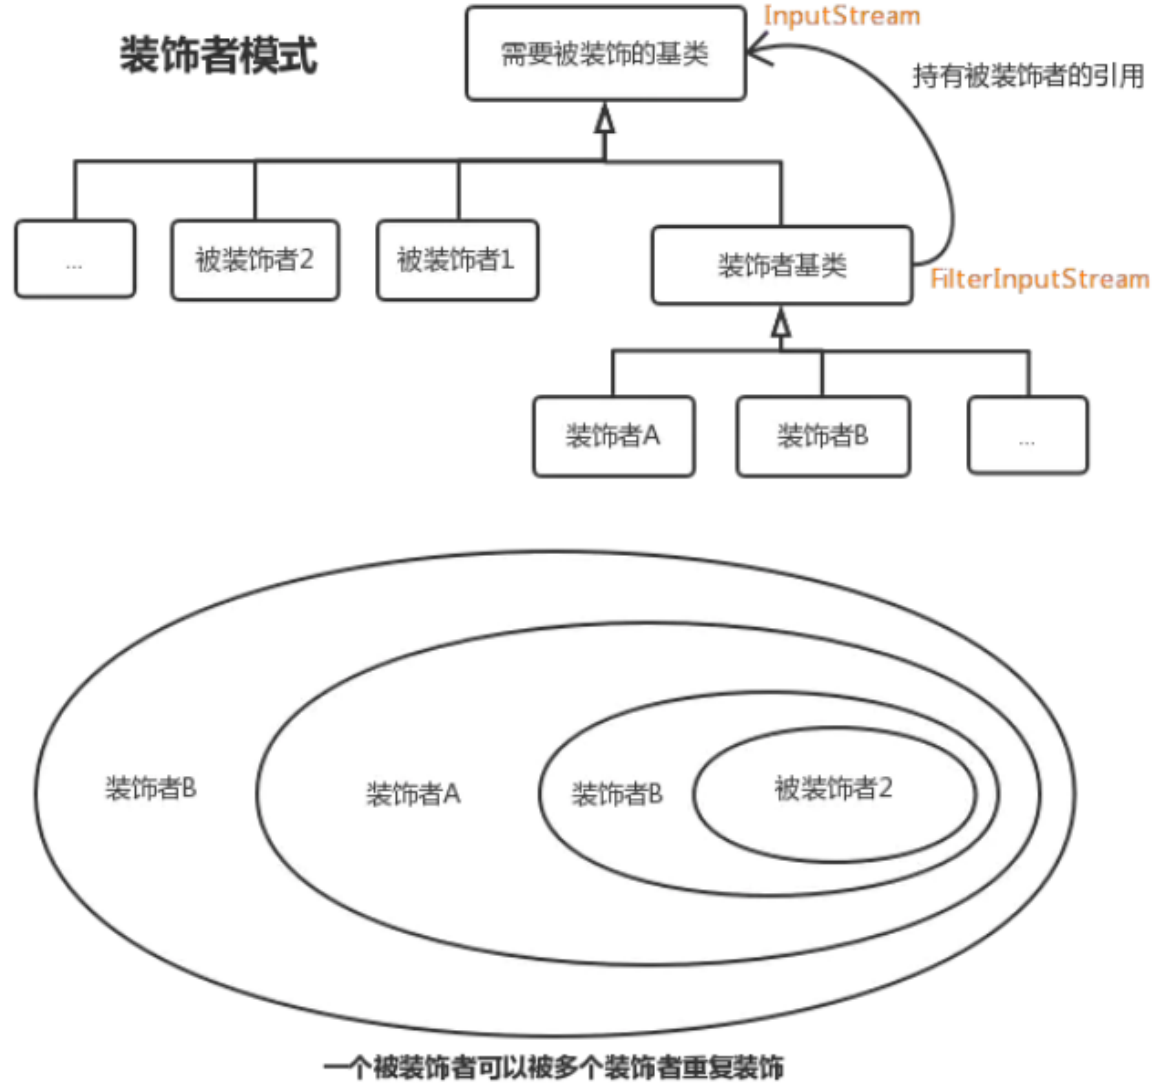 装饰者模式
需要被装饰的基类
InputStream
持有被装饰者的引用
...
被装饰者2
被装饰者1
装饰者基类
FilterInputStream
装饰者A
装饰者B
...
装饰者B
装饰者A
装饰者B
被装饰者2
一个被装饰者可以被多个装饰者重复装饰